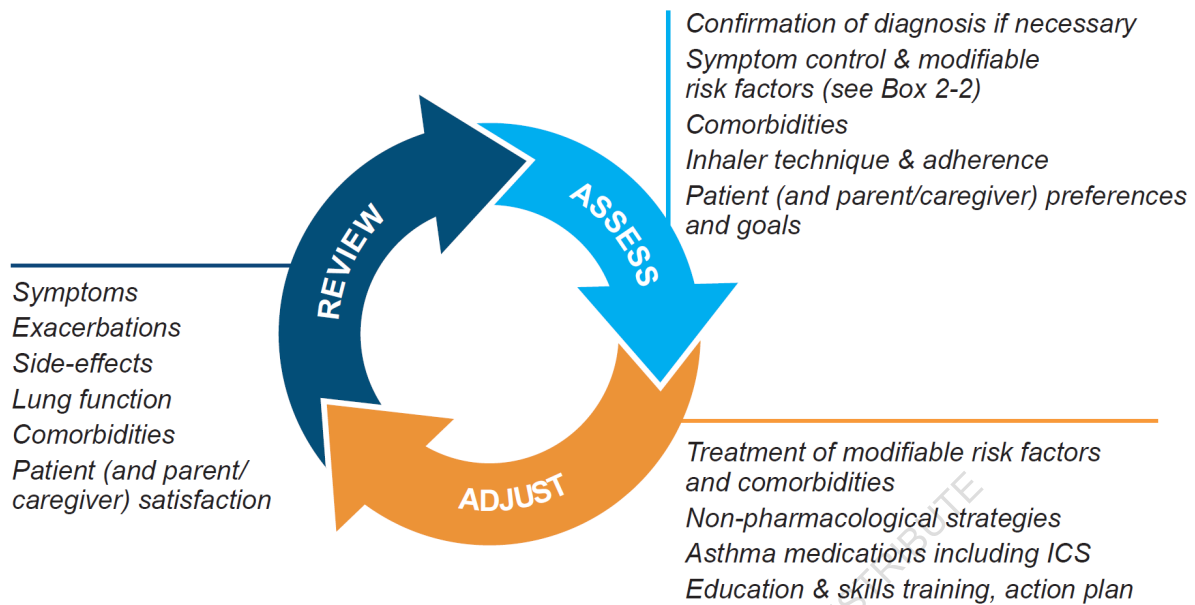 Confirmation of diagnosis if necessary
Symptom control & modifiable
risk factors (see Box 2-2)
Comorbidities
Inhaler technique & adherence
Patient (and parent/caregiver) preferences
and goals
ASSESS
REVIEW
Symptoms
Exacerbations
Side-effects
Lung function
Comorbidities
Patient (and parent/
caregiver) satisfaction
ADJUST
Treatment of modifiable risk factors
and comorbidities
Non-pharmacological strategies
Asthma medications including ICS
Education & skills training, action plan